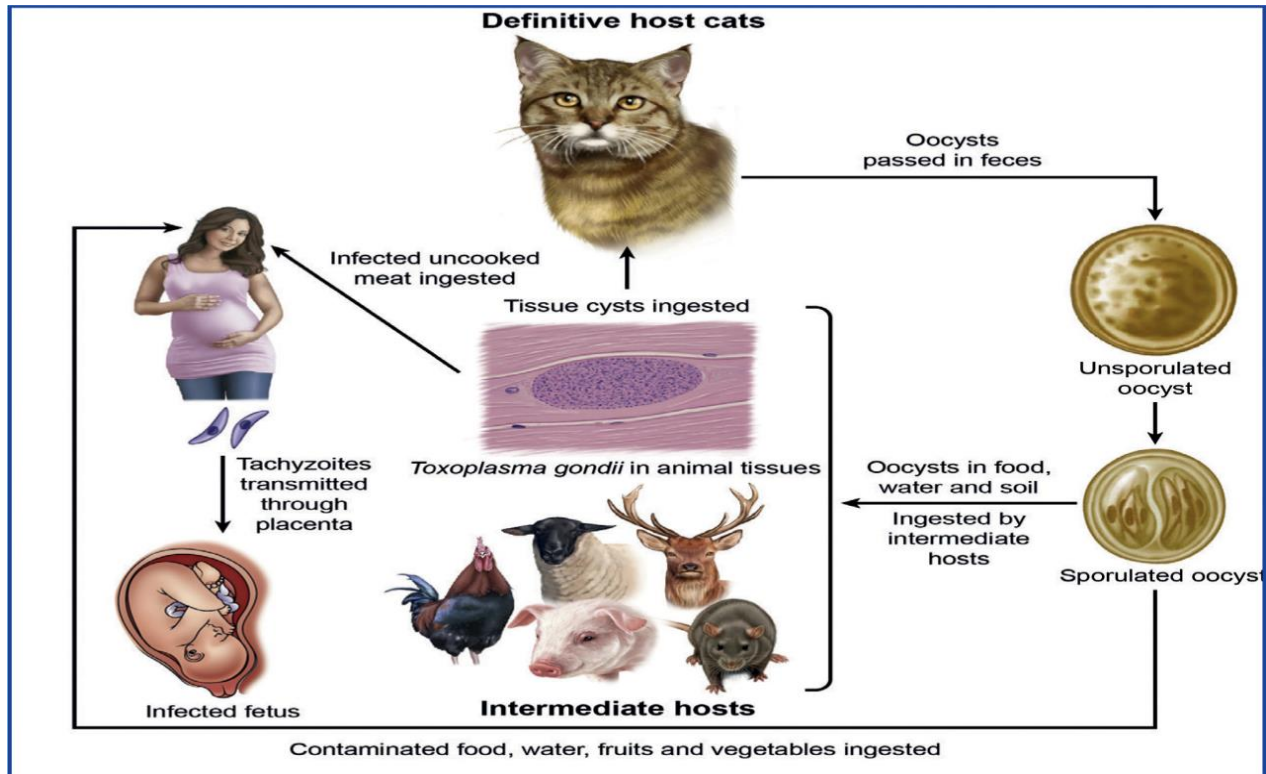 Definitive host cats
Oocysts
passed in feces
Infected uncooked
meat ingested
Tissue cysts ingested
Unsporulated
oocyst
Toxoplasma gondii in animal tissues
Tachyzoites
transmitted
through
placenta
Oocysts in food,
water and soil
Ingested by
intermediate
hosts
Sporulated oocyst
Infected fetus
Intermediate hosts
Contaminated food, water, fruits and vegetables ingested